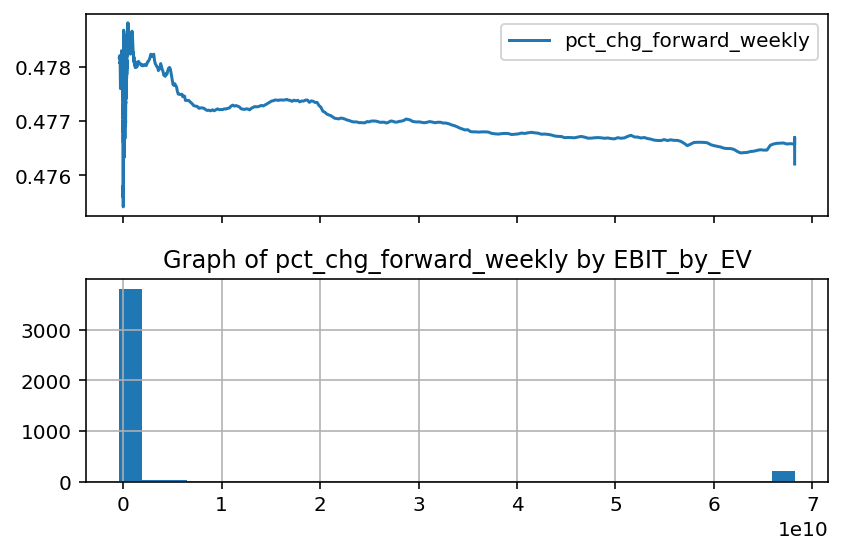 pct_chg_forward_weekly
0.478
0.477
0.476
Graph of pct_chg_forward_weekly by EBIT_by_EV
3000
2000
1000
0
0 1 2 3 4 5 6 7
1e10